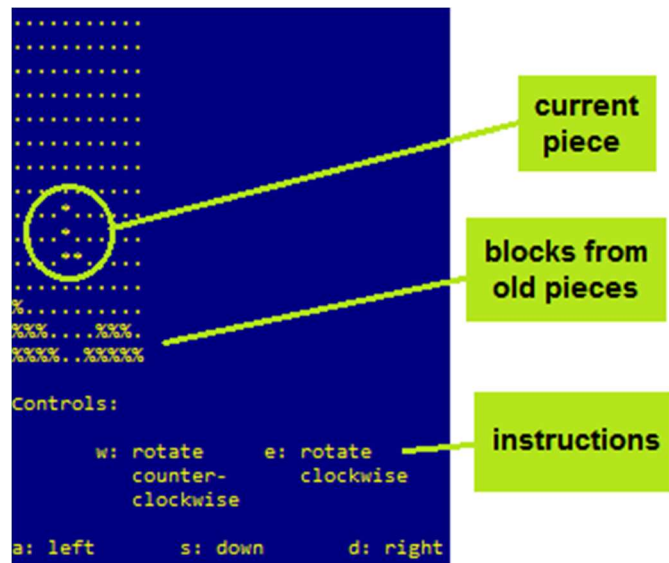 ...........
...........
...........
...........
...........
...........
...........
...........
....*......
....*......
....**.....
...........
%..........
%%%....%%%.
%%%%..%%%%%
current
piece
blocks from
old pieces
Controls:
w: rotate
counter-
clockwise
e: rotate
clockwise
instructions
a: left s: down d: right